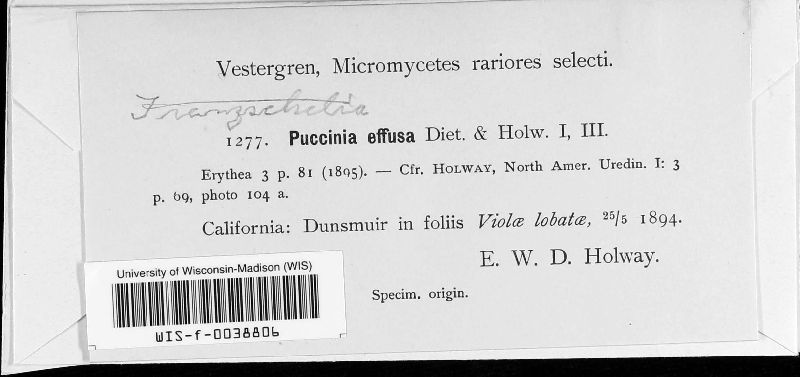 Vestergren, Micromycetes rariores selecti.
Franzschelia
1277. Puccinia effusa Diet. & Holw. I, III.
Erythea 3 p. 81 (1895). — Cfr. HOLWAY, North Amer. Uredin. I: 3
p. 69, photo 104 a.
California: Dunsmuir in foliis Violæ lobatæ, 25/5 1894.
E. W. D. Holway.
Specim. origin.
University of Wisconsin-Madison (WIS)
WIS-f-0038806